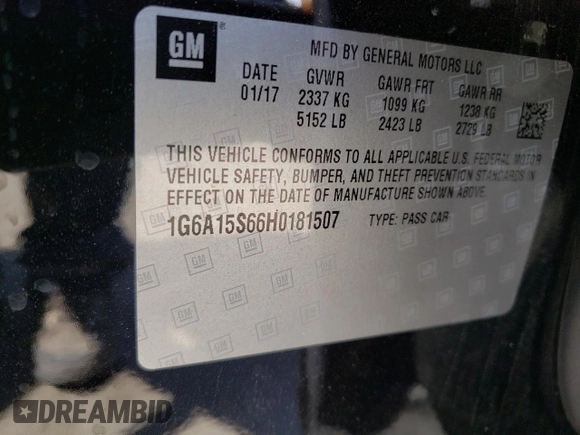 GM
MFD BY GENERAL MOTORS LLC
DATE GVWR GAWR FRT GAWR RR
01/17 2337 KG 1099 KG 1238 KG
5152 LB 2423 LB 2729 LB
THIS VEHICLE CONFORMS TO ALL APPLICABLE U.S. FEDERAL MOTOR
VEHICLE SAFETY, BUMPER, AND THEFT PREVENTION STANDARDS IN
EFFECT ON THE DATE OF MANUFACTURE SHOWN ABOVE.
1G6A15S66H0181507 TYPE: PASS CAR
DREAMBID